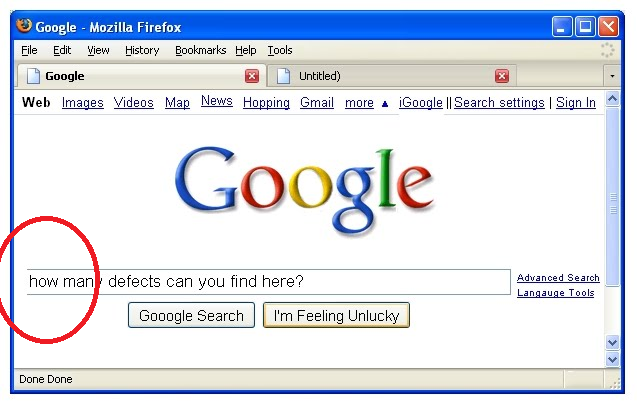 Google - Mozilla Firefox
File Edit View History Bookmarks Help Tools
Google Untitled)
Web Images Videos Map News Hopping Gmail more ▲ iGoogle || Search settings | Sign In
Google
how many defects can you find here?
Advanced Search
Langauge Tools
Gooogle Search I'm Feeling Unlucky
Done Done